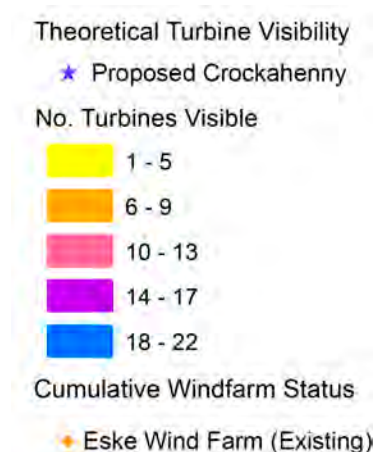 Theoretical Turbine Visibility
Proposed Crockahenny
No. Turbines Visible
1 - 5
6 - 9
10 - 13
14 - 17
18 - 22
Cumulative Windfarm Status
Eske Wind Farm (Existing)